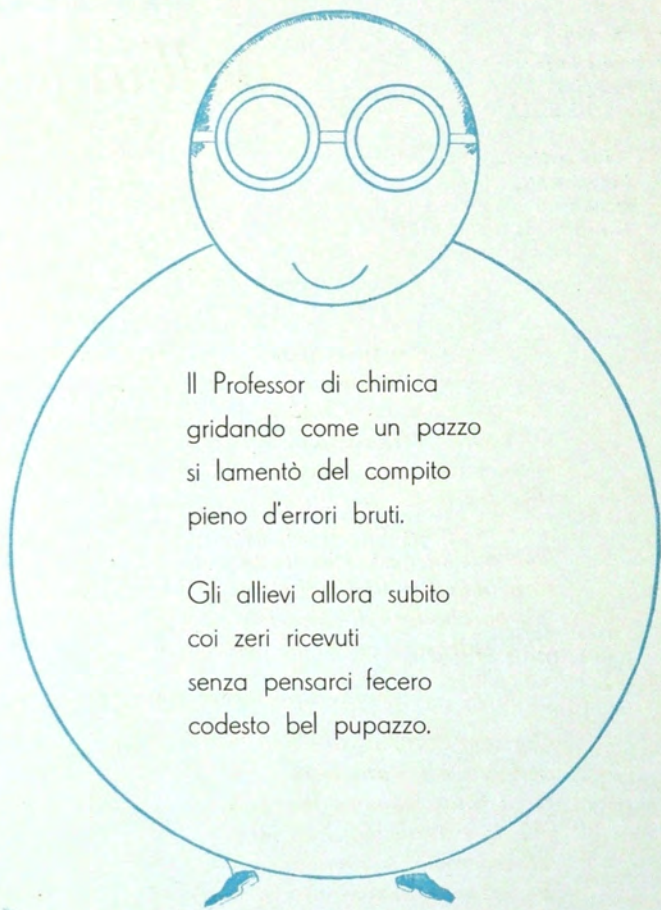 Il Professor di chimica
gridando come un pazzo
si lamentò del compito
pieno d'errori bruti.
Gli allievi allora subito
coi zeri ricevuti
senza pensarci fecero
codesto bel pupazzo.